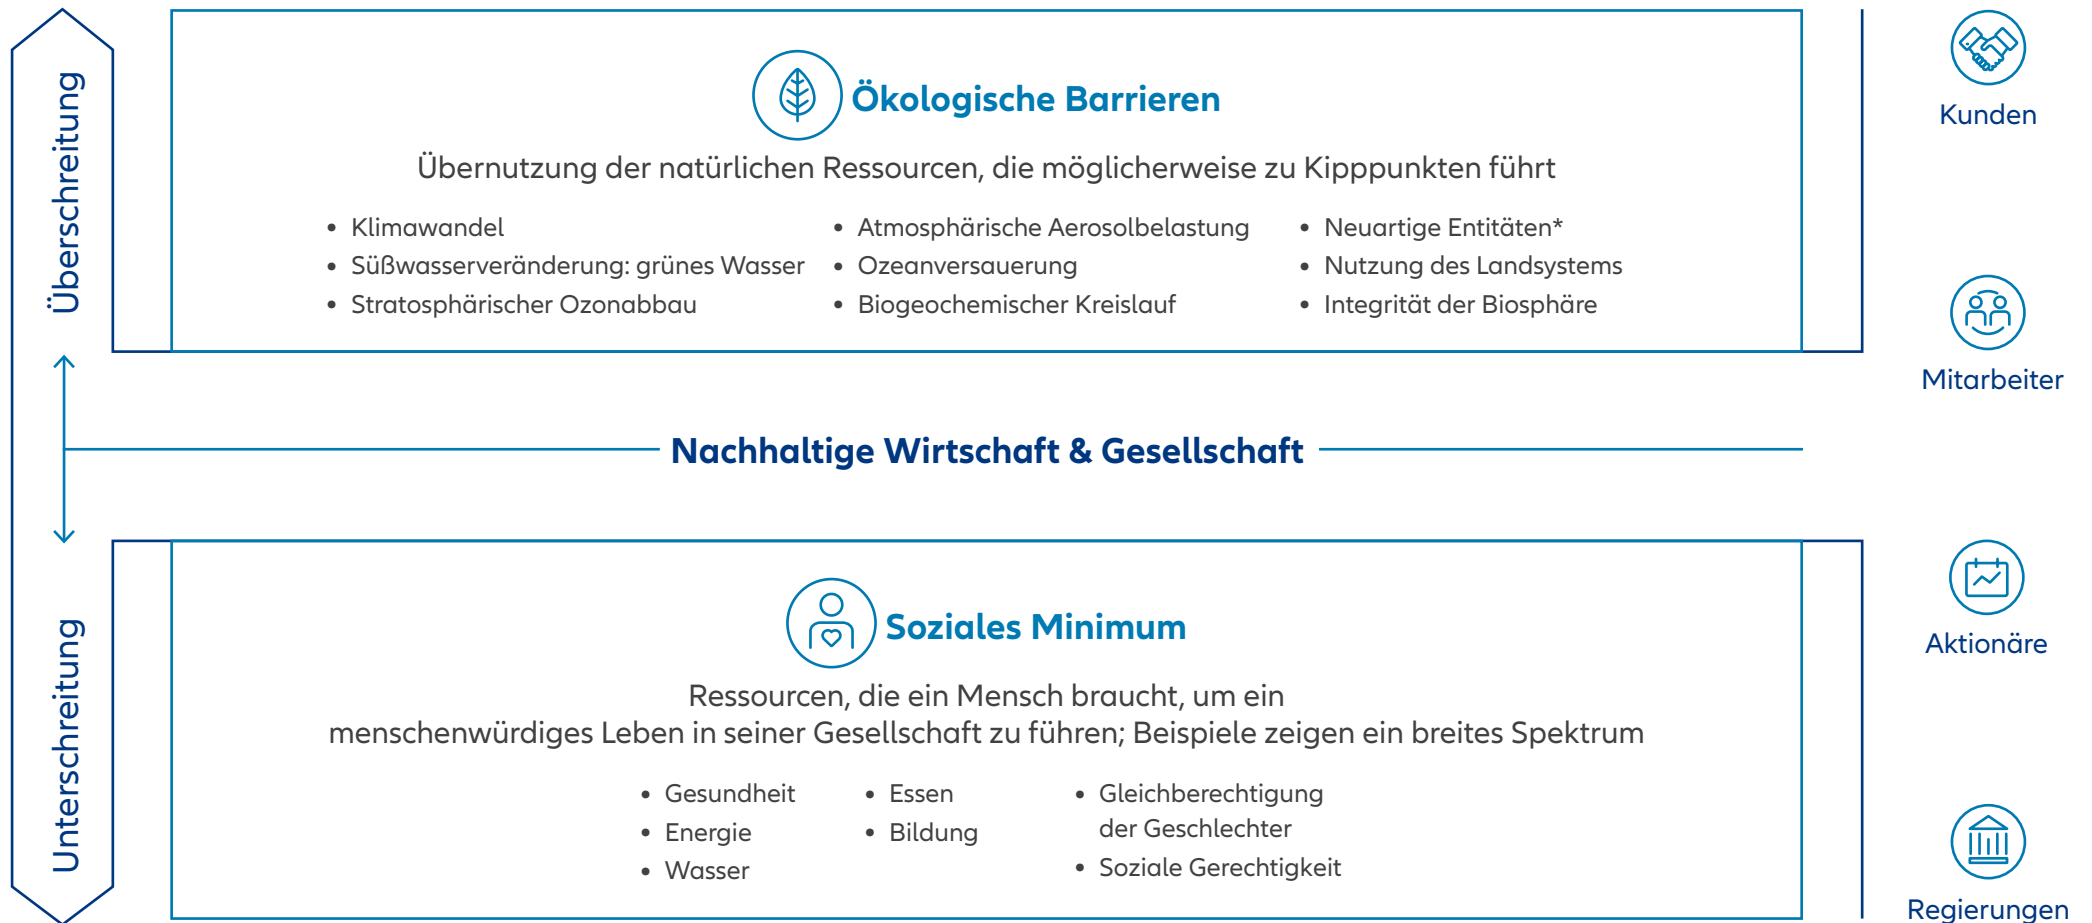 Überschreitung
Ökologische Barrieren
Übernutzung der natürlichen Ressourcen, die möglicherweise zu Kipppunkten führt
• Klimawandel
• Süßwasserveränderung: grünes Wasser
• Stratosphärischer Ozonabbau
• Atmosphärische Aerosolbelastung
• Ozeanversauerung
• Biogeochemischer Kreislauf
• Neuartige Entitäten*
• Nutzung des Landsystems
• Integrität der Biosphäre
Nachhaltige Wirtschaft & Gesellschaft
Unterschreitung
Soziales Minimum
Ressourcen, die ein Mensch braucht, um ein
menschenwürdiges Leben in seiner Gesellschaft zu führen; Beispiele zeigen ein breites Spektrum
• Gesundheit
• Energie
• Wasser
• Essen
• Bildung
• Gleichberechtigung
der Geschlechter
• Soziale Gerechtigkeit
Kunden
Mitarbeiter
Aktionäre
Regierungen